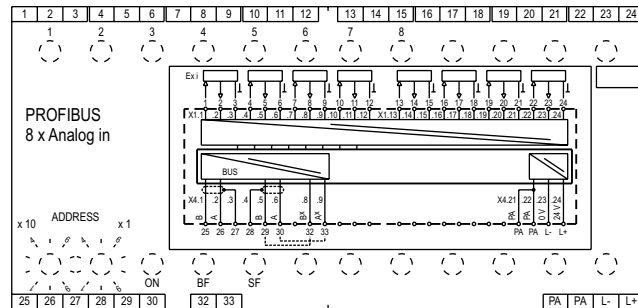 1 2 3 4 5 6 7 8 9 10 11 12 13 14 15 16 17 18 19 20 21 22 23 24
1 2 3 4 5 6 7 8
Ex i
1 2 3 4 5 6 7 8 9 10 11 12 13 14 15 16 17 18 19 20 21 22 23 24
X1.1 .2 .3 .4 .5 .6 .7 .8 .9 .10 .11 .12 X1.13 .14 .15 .16 .17 .18 .19 .20 .21 .22 .23 .24
PROFIBUS
8 x Analog in
BUS
X4.1 .2 .3 .4 .5 .6 .8 .9 X4.21 .22 .23 .24
B A B A Bx Ax PA PA 0 V 24 V
25 26 27 28 29 30 32 33 PA PA L- L+
ADDRESS
x 10 x 1
ON BF SF
25 26 27 28 29 30 32 33 PA PA L- L+